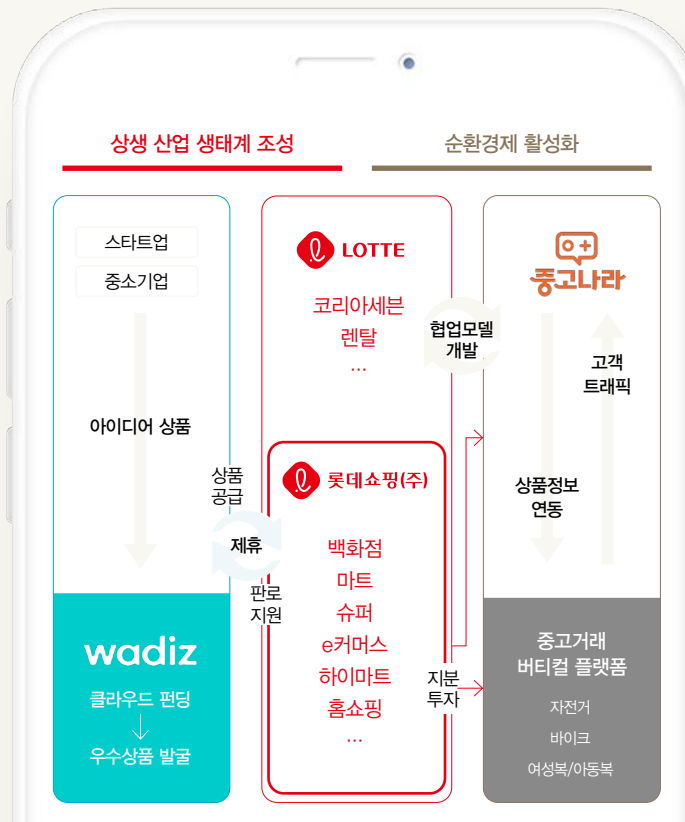 상생 산업 생태계 조성
순환경제 활성화
스타트업
중소기업
아이디어 상품
wadiz
클라우드 펀딩
우수상품 발굴
상품
공급
제휴
판로
지원
LOTTE
코리아세븐
렌탈
...
롯데쇼핑(주)
백화점
마트
슈퍼
e커머스
하이마트
홈쇼핑
...
협업모델
개발
지분
투자
중고나라
고객
트래픽
상품정보
연동
중고거래
버티컬 플랫폼
자전거
바이크
여성복/아동복